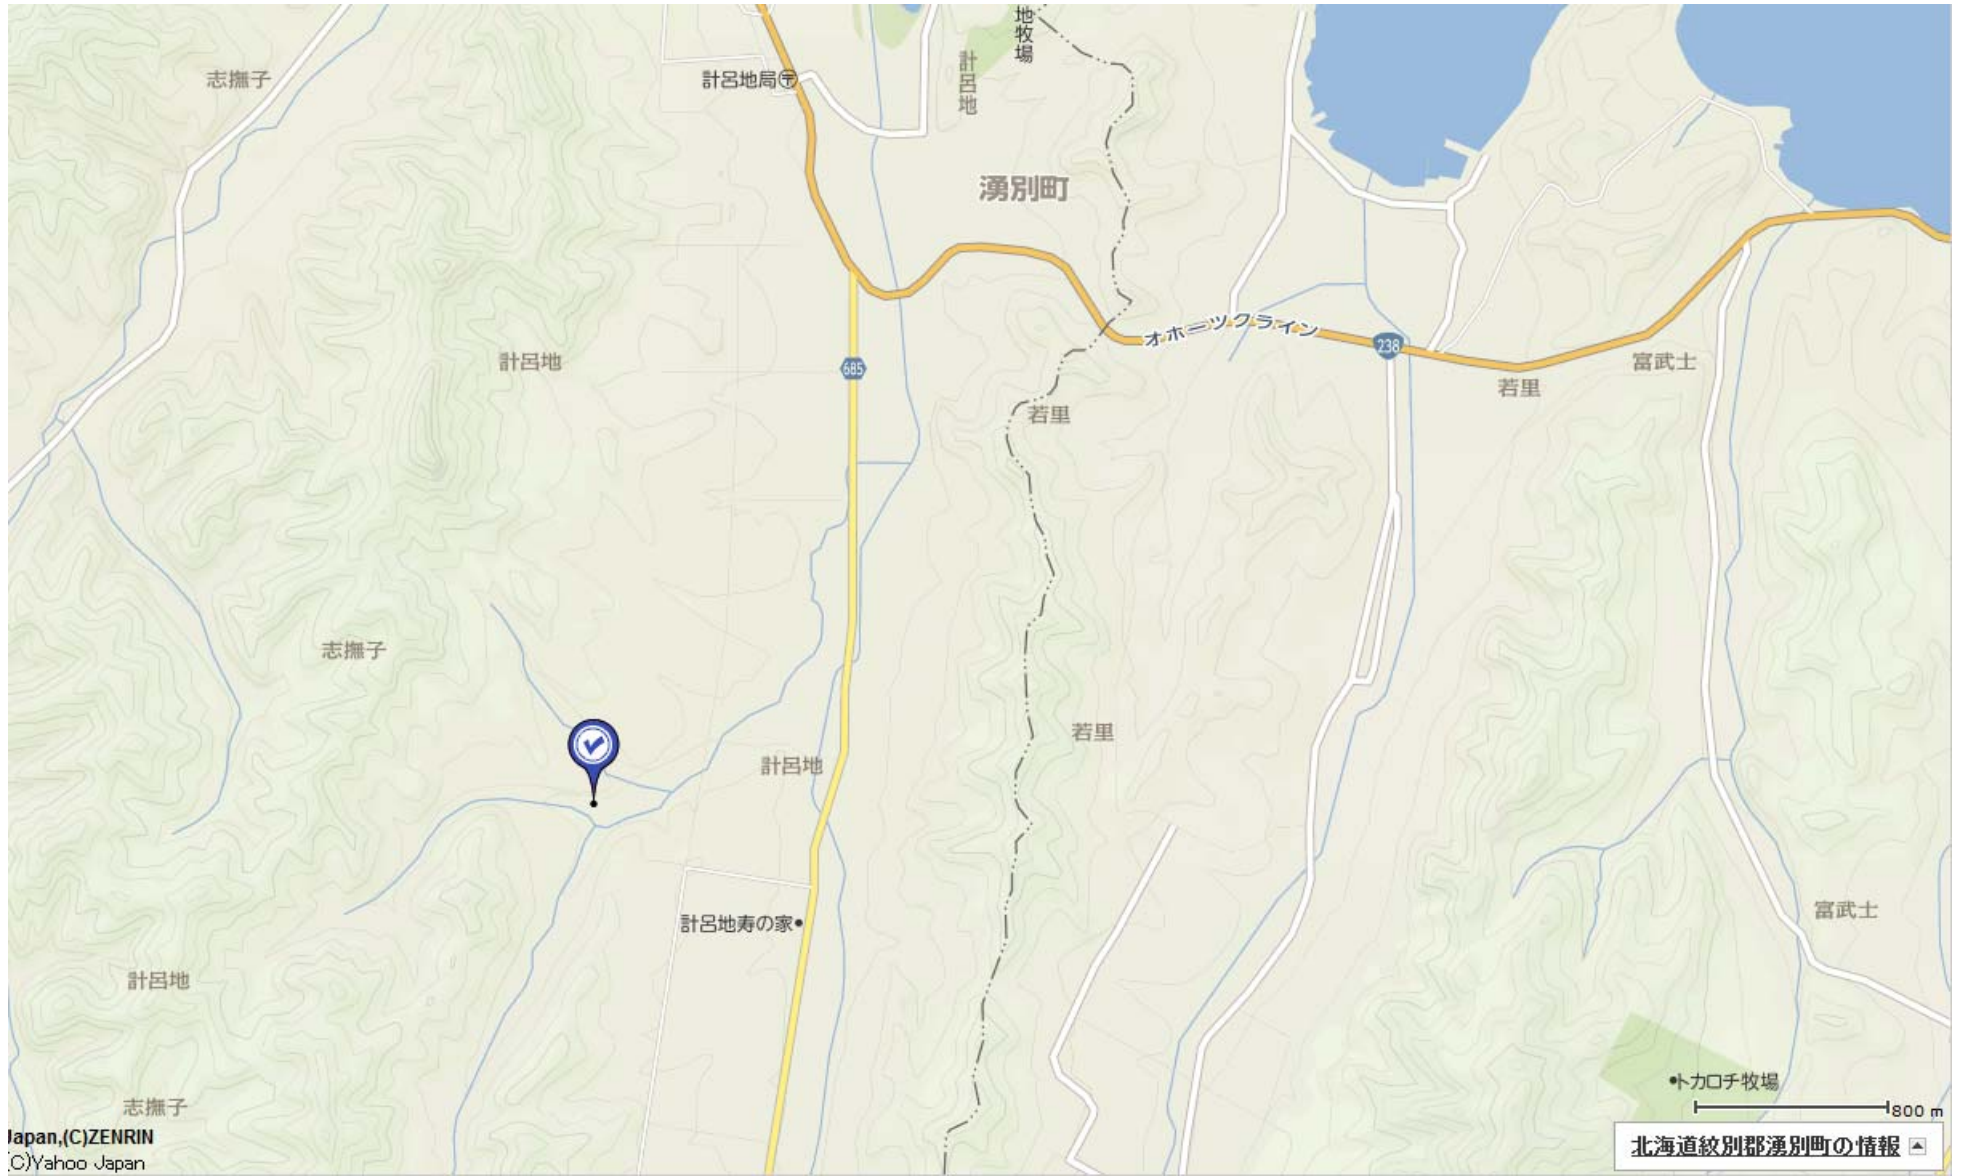 地牧場
志撫子
計呂地局〒
計呂地
湧別町
オホーツクライン
238
計呂地
685
富武士
若里
若里
志撫子
若里
計呂地
富武士
計呂地寿の家
計呂地
トカロチ牧場
志撫子
800 m
Japan,(C)ZENRIN
北海道紋別郡湧別町の情報
(C)Yahoo Japan